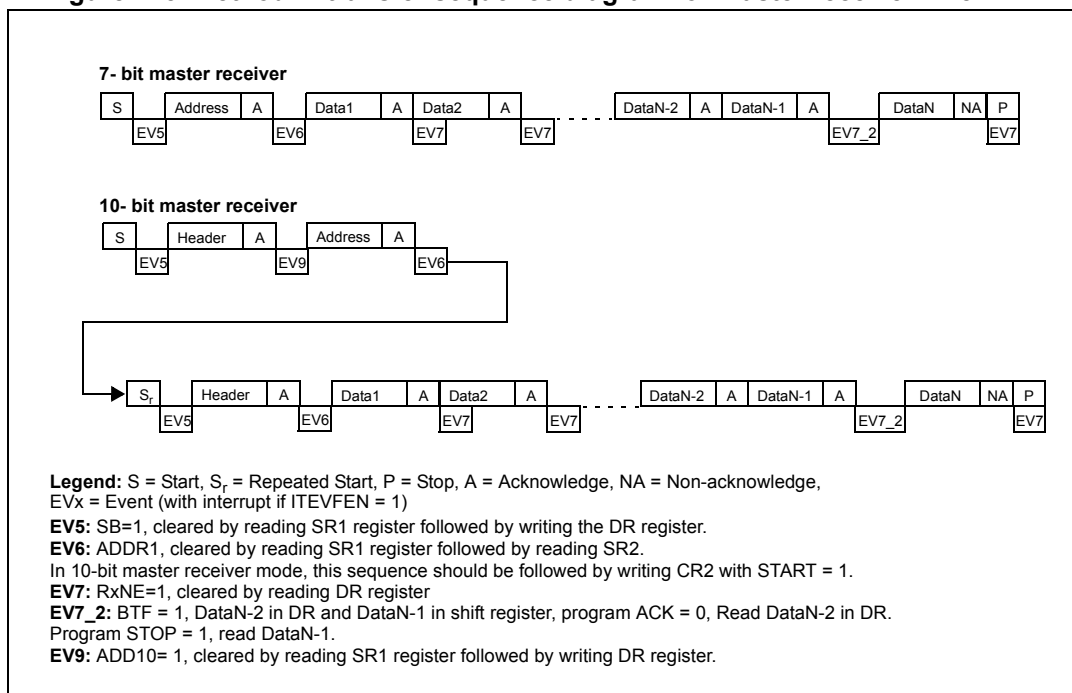 7- bit master receiver
S Address A Data1 A Data2 A DataN-2 A DataN-1 A DataN NA P
EV5 EV6 EV7 EV7 EV7_2 EV7
10- bit master receiver
S Header A Address A
EV5 EV9 EV6
Sr Header A Data1 A Data2 A DataN-2 A DataN-1 A DataN NA P
EV5 EV6 EV7 EV7 EV7_2 EV7
Legend: S = Start, Sr = Repeated Start, P = Stop, A = Acknowledge, NA = Non-acknowledge,
EVx = Event (with interrupt if ITEVFEN = 1)
EV5: SB=1, cleared by reading SR1 register followed by writing the DR register.
EV6: ADDR1, cleared by reading SR1 register followed by reading SR2.
In 10-bit master receiver mode, this sequence should be followed by writing CR2 with START = 1.
EV7: RxNE=1, cleared by reading DR register
EV7_2: BTF = 1, DataN-2 in DR and DataN-1 in shift register, program ACK = 0, Read DataN-2 in DR.
Program STOP = 1, read DataN-1.
EV9: ADD10= 1, cleared by reading SR1 register followed by writing DR register.